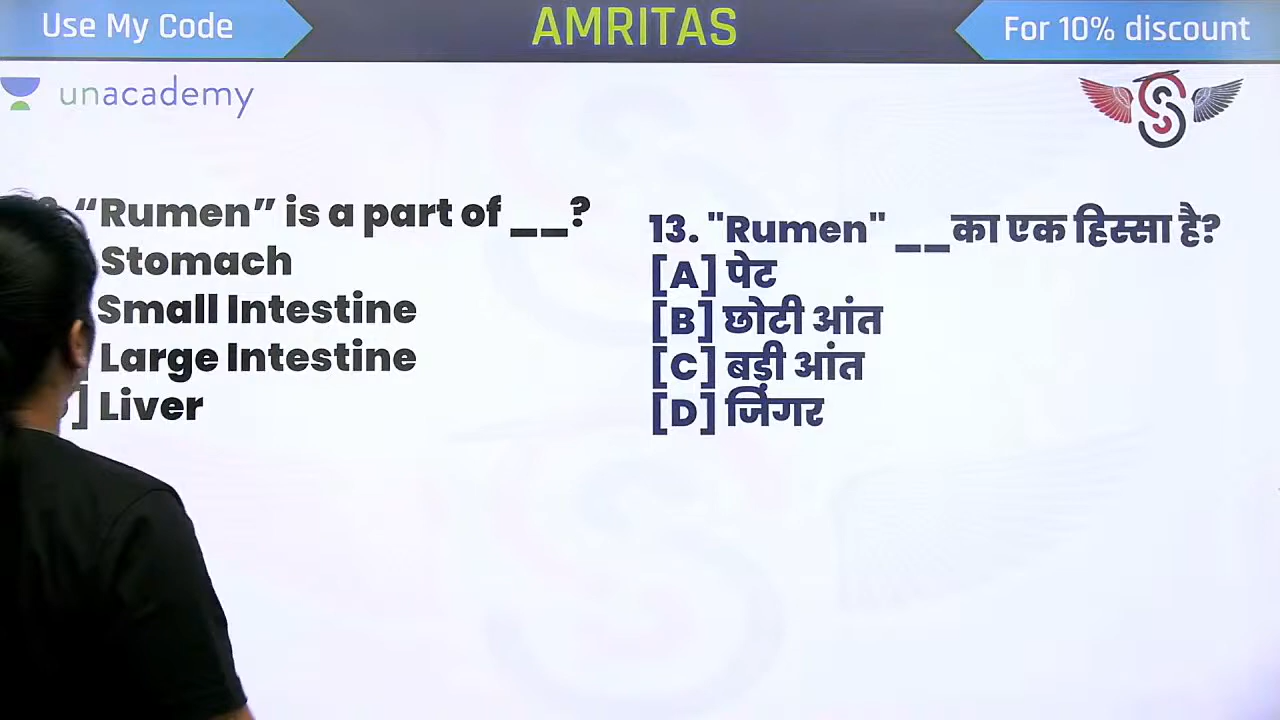 Use My Code
AMRITAS
For 10% discount
unacademy
“Rumen” is a part of __?
Stomach
Small Intestine
Large Intestine
] Liver
13. "Rumen" __का एक हिस्सा है?
[A] पेट
[B] छोटी आंत
[C] बड़ी आंत
[D] जिगर